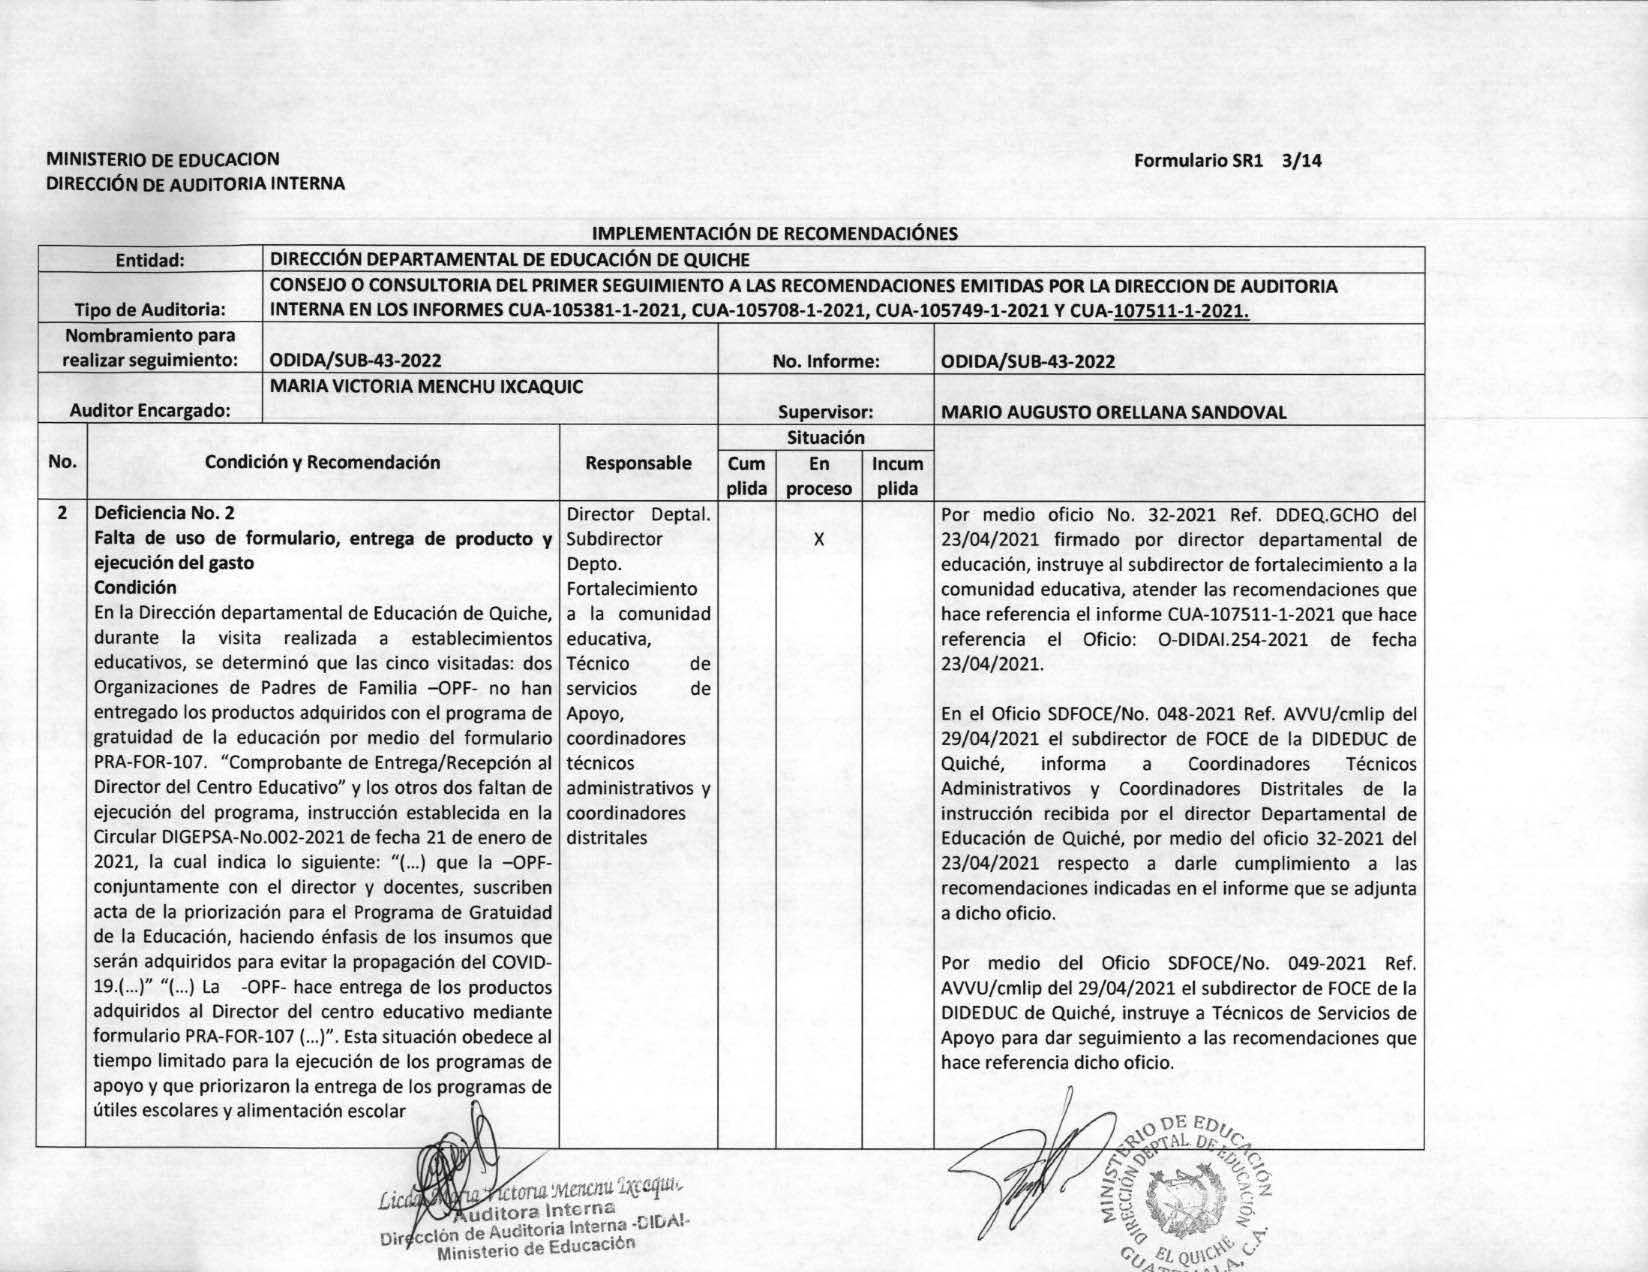 MINISTERIO DE EDUCACION
DIRECCIÓN DE AUDITORIA INTERNA
Formulario SR1 3/14
IMPLEMENTACIÓN DE RECOMENDACIÓNES
Entidad:
DIRECCIÓN DEPARTAMENTAL DE EDUCACIÓN DE QUICHE
Tipo de Auditoria:
CONSEJO O CONSULTORIA DEL PRIMER SEGUIMIENTO A LAS RECOMENDACIONES EMITIDAS POR LA DIRECCION DE AUDITORIA
INTERNA EN LOS INFORMES CUA-105381-1-2021, CUA-105708-1-2021, CUA-105749-1-2021 Y CUA-107511-1-2021.
Nombramiento para
realizar seguimiento:
ODIDA/SUB-43-2022
No. Informe:
ODIDA/SUB-43-2022
Auditor Encargado:
MARIA VICTORIA MENCHU IXCAQUIC
Supervisor:
MARIO AUGUSTO ORELLANA SANDOVAL
No.
Condición y Recomendación
Responsable
Situación
Cum
plida
En
proceso
Incum
plida
2
Deficiencia No. 2
Falta de uso de formulario, entrega de producto y
ejecución del gasto
Condición
En la Dirección departamental de Educación de Quiche,
durante la visita realizada a establecimientos
educativos, se determinó que las cinco visitadas: dos
Organizaciones de Padres de Familia –OPF- no han
entregado los productos adquiridos con el programa de
gratuidad de la educación por medio del formulario
PRA-FOR-107. “Comprobante de Entrega/Recepción al
Director del Centro Educativo” y los otros dos faltan de
ejecución del programa, instrucción establecida en la
Circular DIGEPSA-No.002-2021 de fecha 21 de enero de
2021, la cual indica lo siguiente: “(...) que la –OPF-
conjuntamente con el director y docentes, suscriben
acta de la priorización para el Programa de Gratuidad
de la Educación, haciendo énfasis de los insumos que
serán adquiridos para evitar la propagación del COVID-
19.(...)” “(...) La -OPF- hace entrega de los productos
adquiridos al Director del centro educativo mediante
formulario PRA-FOR-107 (...)”. Esta situación obedece al
tiempo limitado para la ejecución de los programas de
apoyo y que priorizaron la entrega de los programas de
útiles escolares y alimentación escolar
Director Deptal.
Subdirector
Depto.
Fortalecimiento
a la comunidad
educativa,
Técnico de
servicios de
Apoyo,
coordinadores
técnicos
administrativos y
coordinadores
distritales
X
Por medio oficio No. 32-2021 Ref. DDEQ.GCHO del
23/04/2021 firmado por director departamental de
educación, instruye al subdirector de fortalecimiento a la
comunidad educativa, atender las recomendaciones que
hace referencia el informe CUA-107511-1-2021 que hace
referencia el Oficio: O-DIDAI.254-2021 de fecha
23/04/2021.
En el Oficio SDFOCE/No. 048-2021 Ref. AVVU/cmlip del
29/04/2021 el subdirector de FOCE de la DIDEDUC de
Quiché, informa a Coordinadores Técnicos
Administrativos y Coordinadores Distritales de la
instrucción recibida por el director Departamental de
Educación de Quiché, por medio del oficio 32-2021 del
23/04/2021 respecto a darle cumplimiento a las
recomendaciones indicadas en el informe que se adjunta
a dicho oficio.
Por medio del Oficio SDFOCE/No. 049-2021 Ref.
AVVU/cmlip del 29/04/2021 el subdirector de FOCE de la
DIDEDUC de Quiché, instruye a Técnicos de Servicios de
Apoyo para dar seguimiento a las recomendaciones que
hace referencia dicho oficio.
Victoria Menchu Ixcaquic
Auditora Interna
Dirección de Auditoria Interna -DIDAI-
Ministerio de Educación
MINISTERIO DE EDUCACIÓN
DIRECCIÓN DEPTAL. DE EDUCACIÓN
EL QUICHÉ
GUATEMALA, C.A.